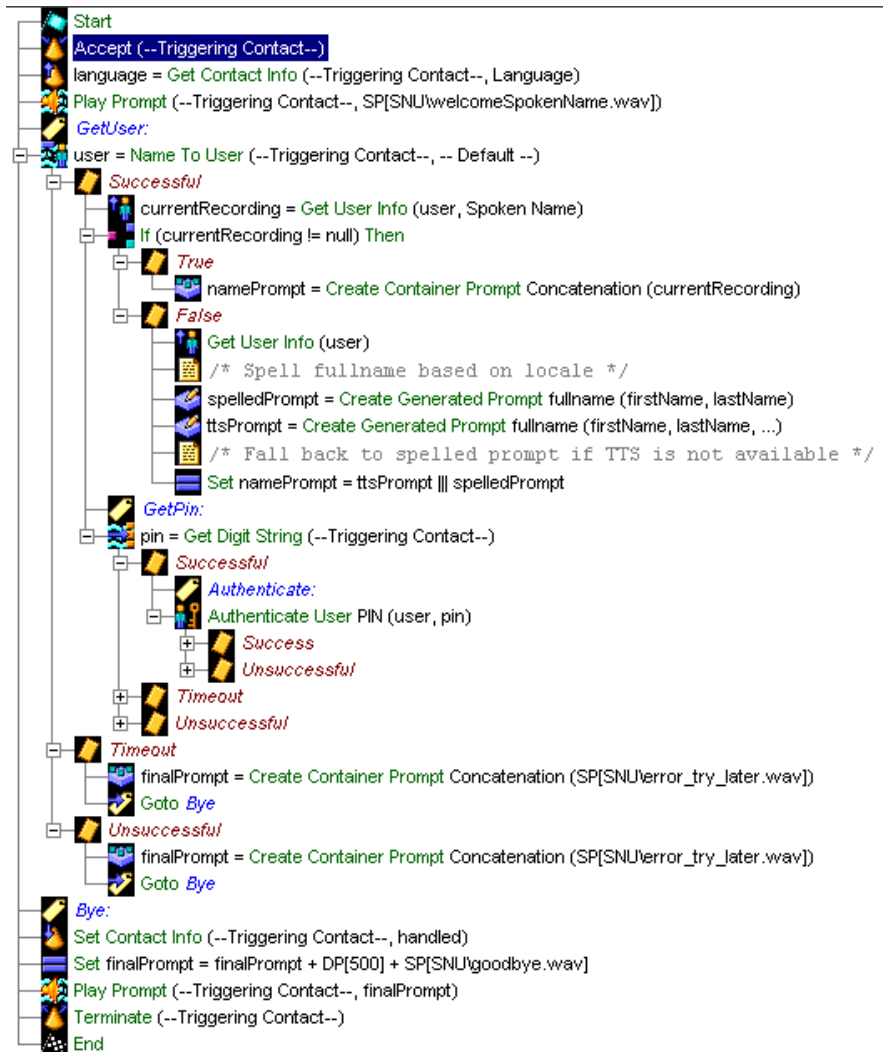 Start
Accept (--Triggering Contact--)
language = Get Contact Info (--Triggering Contact--, Language)
Play Prompt (--Triggering Contact--, SP[SNU\welcomeSpokenName.wav])
GetUser:
user = Name To User (--Triggering Contact--, -- Default --)
Successful
currentRecording = Get User Info (user, Spoken Name)
If (currentRecording != null) Then
True
namePrompt = Create Container Prompt Concatenation (currentRecording)
False
Get User Info (user)
/* Spell fullname based on locale */
spelledPrompt = Create Generated Prompt fullname (firstName, lastName)
ttsPrompt = Create Generated Prompt fullname (firstName, lastName, ...)
/* Fall back to spelled prompt if TTS is not available */
Set namePrompt = ttsPrompt ||| spelledPrompt
GetPin:
pin = Get Digit String (--Triggering Contact--)
Successful
Authenticate:
Authenticate User PIN (user, pin)
Success
Unsuccessful
Timeout
Unsuccessful
Timeout
finalPrompt = Create Container Prompt Concatenation (SP[SNU\error_try_later.wav])
Goto Bye
Unsuccessful
finalPrompt = Create Container Prompt Concatenation (SP[SNU\error_try_later.wav])
Goto Bye
Bye:
Set Contact Info (--Triggering Contact--, handled)
Set finalPrompt = finalPrompt + DP[500] + SP[SNU\goodbye.wav]
Play Prompt (--Triggering Contact--, finalPrompt)
Terminate (--Triggering Contact--)
End